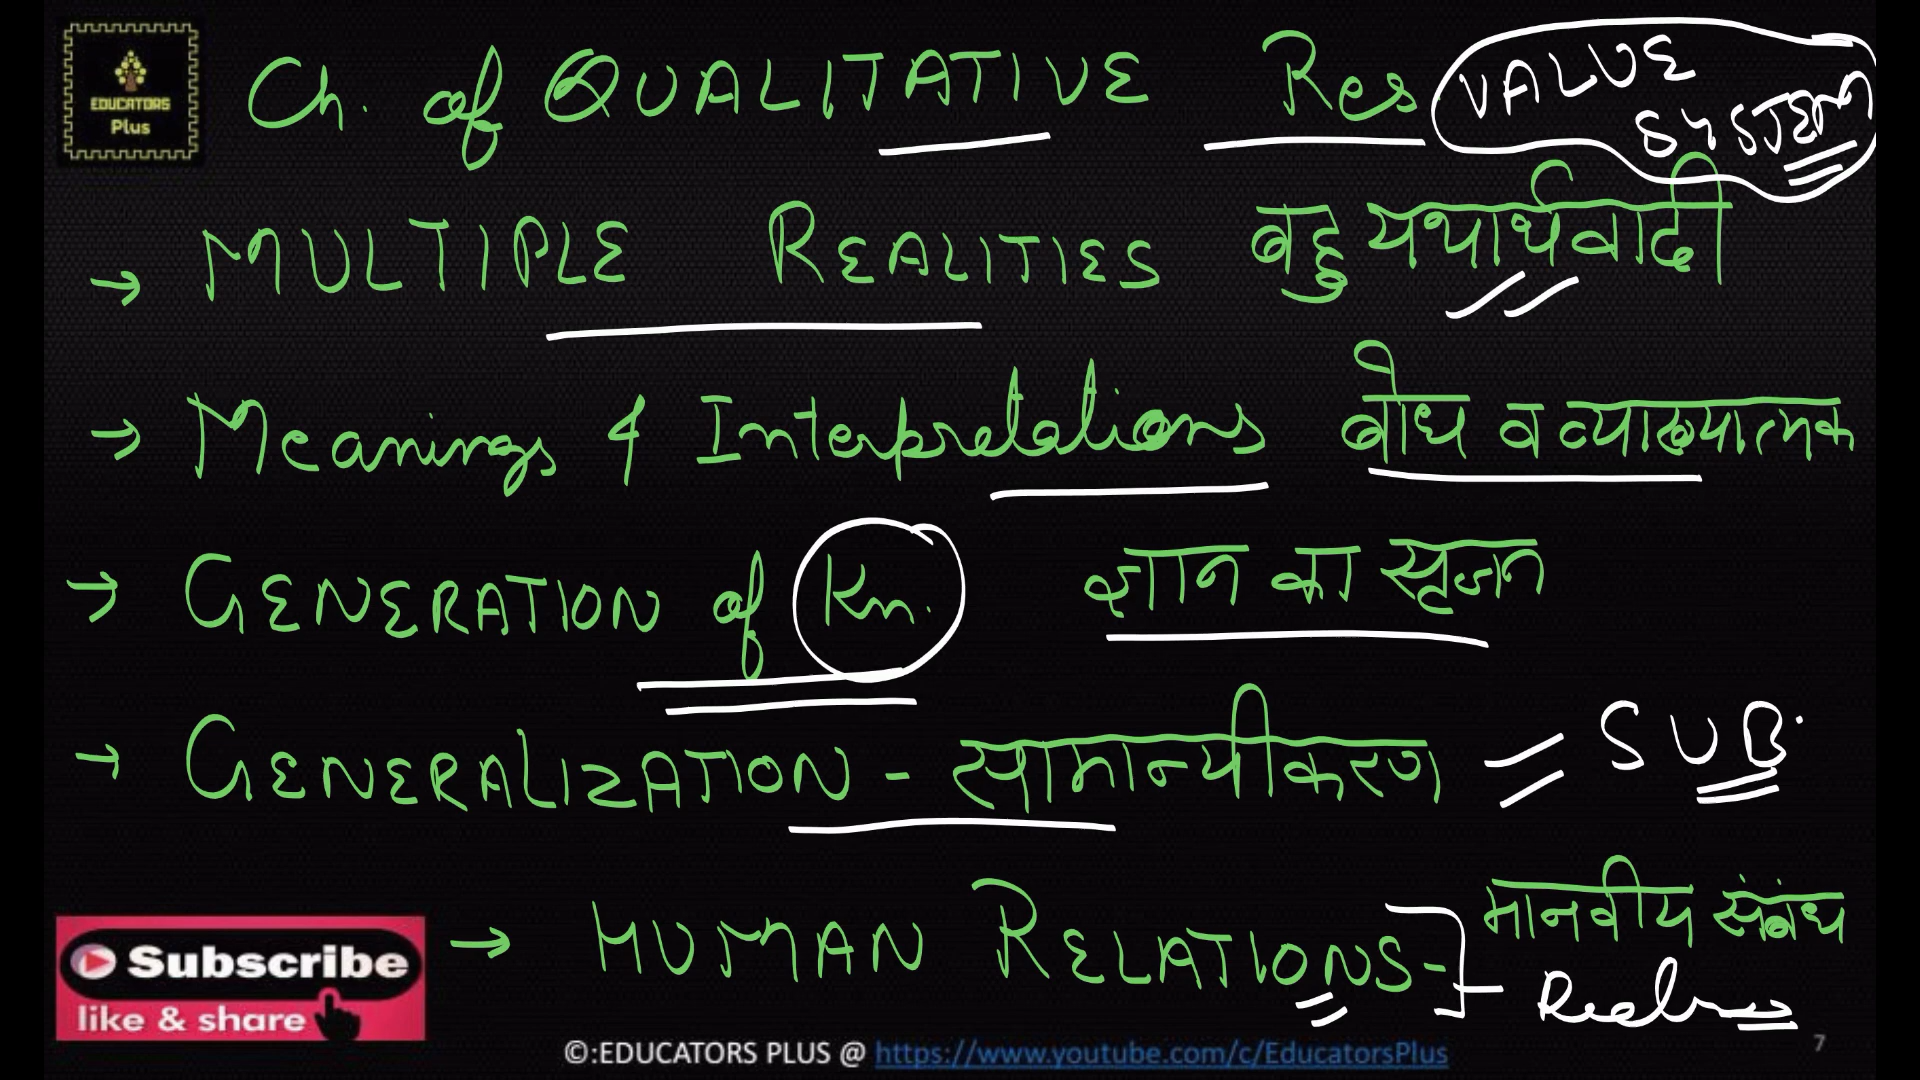 EDUCATORS
Plus
Ch. of QUALITATIVE Res
VALUE
SYSTEM
→ MULTIPLE REALITIES बहु यथार्थवादी
→ Meanings & Interpretations बोध व व्याख्यात्मक
→ GENERATION of Kn. ज्ञान का सृजन
→ GENERALIZATION - सामान्यीकरण = SUB.
→ HUMAN RELATIONS- मानवीय संबंध
Subscribe
like & share
©:EDUCATORS PLUS @ https://www.youtube.com/c/EducatorsPlus
7